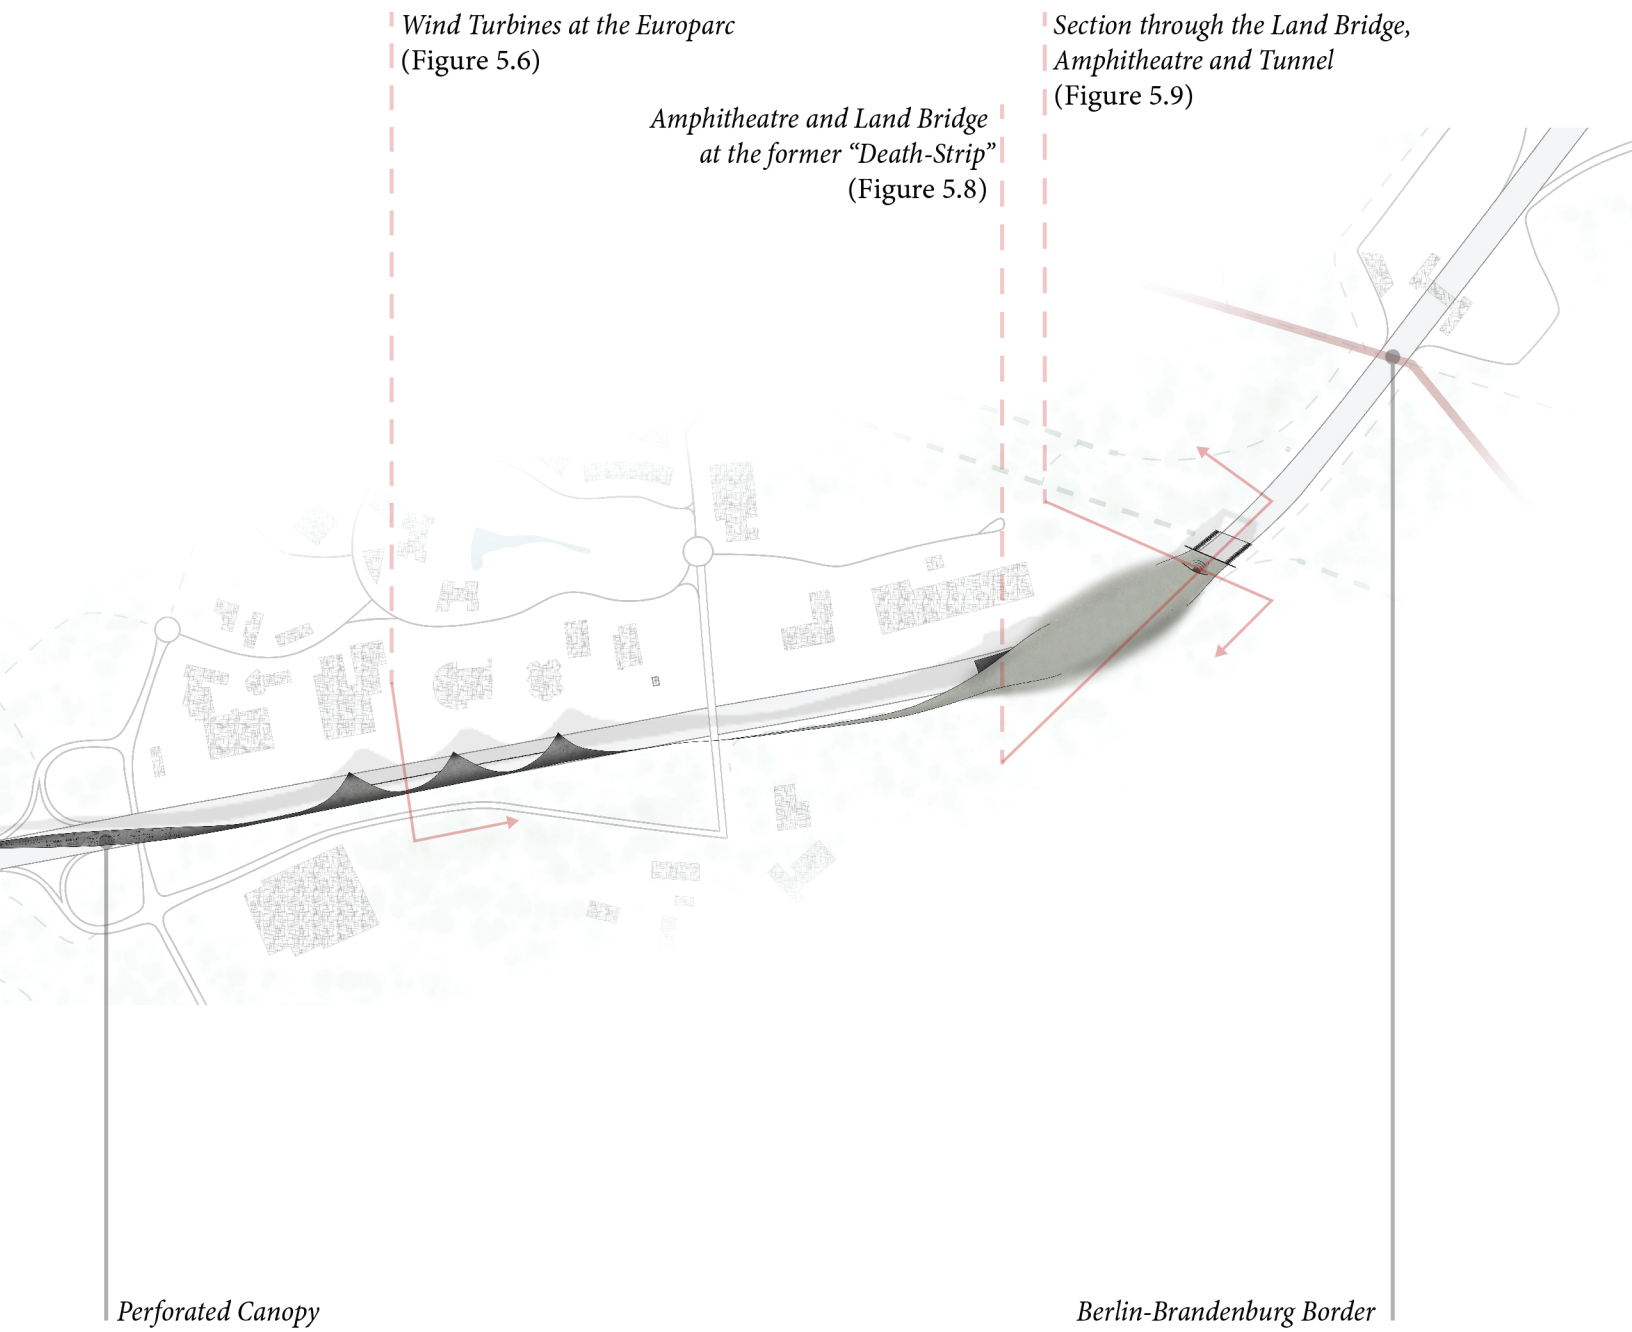 Wind Turbines at the Europarc
(Figure 5.6)
Section through the Land Bridge,
Amphitheatre and Tunnel
(Figure 5.9)
Amphitheatre and Land Bridge
at the former “Death-Strip”
(Figure 5.8)
Perforated Canopy
Berlin-Brandenburg Border